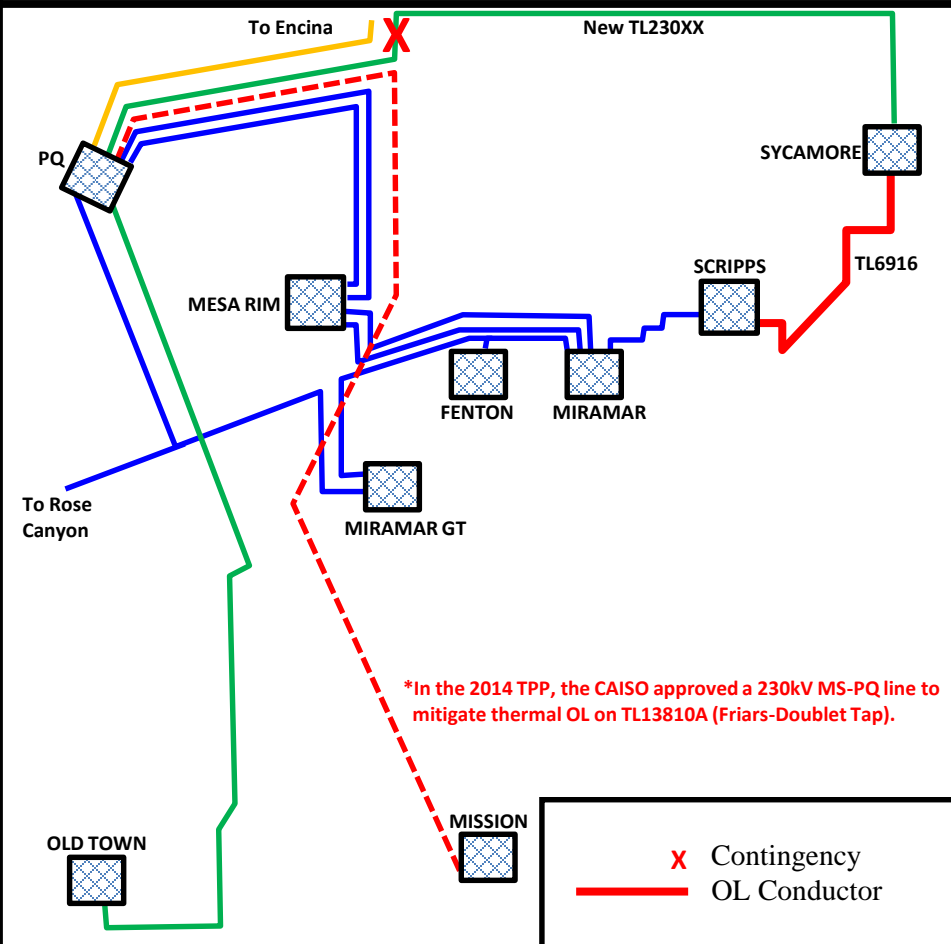 To Encina
X
New TL230XX
PQ
SYCAMORE
SCRIPPS
TL6916
MESA RIM
FENTON
MIRAMAR
To Rose
Canyon
MIRAMAR GT
*In the 2014 TPP, the CAISO approved a 230kV MS-PQ line to
mitigate thermal OL on TL13810A (Friars-Doublet Tap).
OLD TOWN
MISSION
X Contingency
OL Conductor